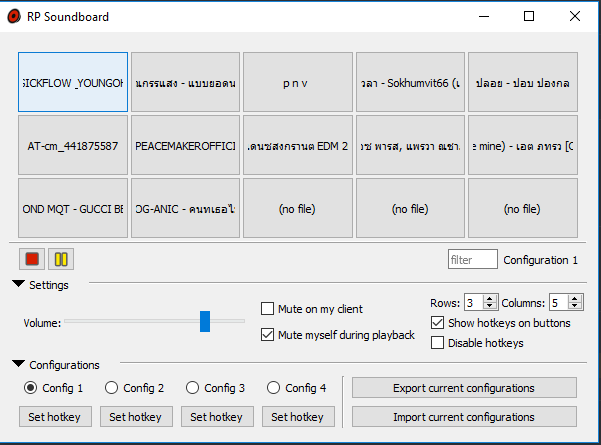 RP Soundboard
SICKFLOW_YOUNGOH
นกรรแสง - แบบยอดน
p n v
วลา - Sokhumvit66 (เ
ปลอย - ปอบ ปองกล
AT-cm_441875587
PEACEMAKEROFFICI
.ดนซสงกรานต EDM 2
อซ พารส, แพรวา ณชา.
e mine) - เอต ภทรว [C
OND MQT - GUCCI BE
OG-ANIC - คนทเธอไ
(no file)
(no file)
(no file)
filter
Configuration 1
Settings
Volume:
Mute on my client
Mute myself during playback
Rows: 3 Columns: 5
Show hotkeys on buttons
Disable hotkeys
Configurations
Config 1 Config 2 Config 3 Config 4
Export current configurations
Set hotkey Set hotkey Set hotkey Set hotkey
Import current configurations